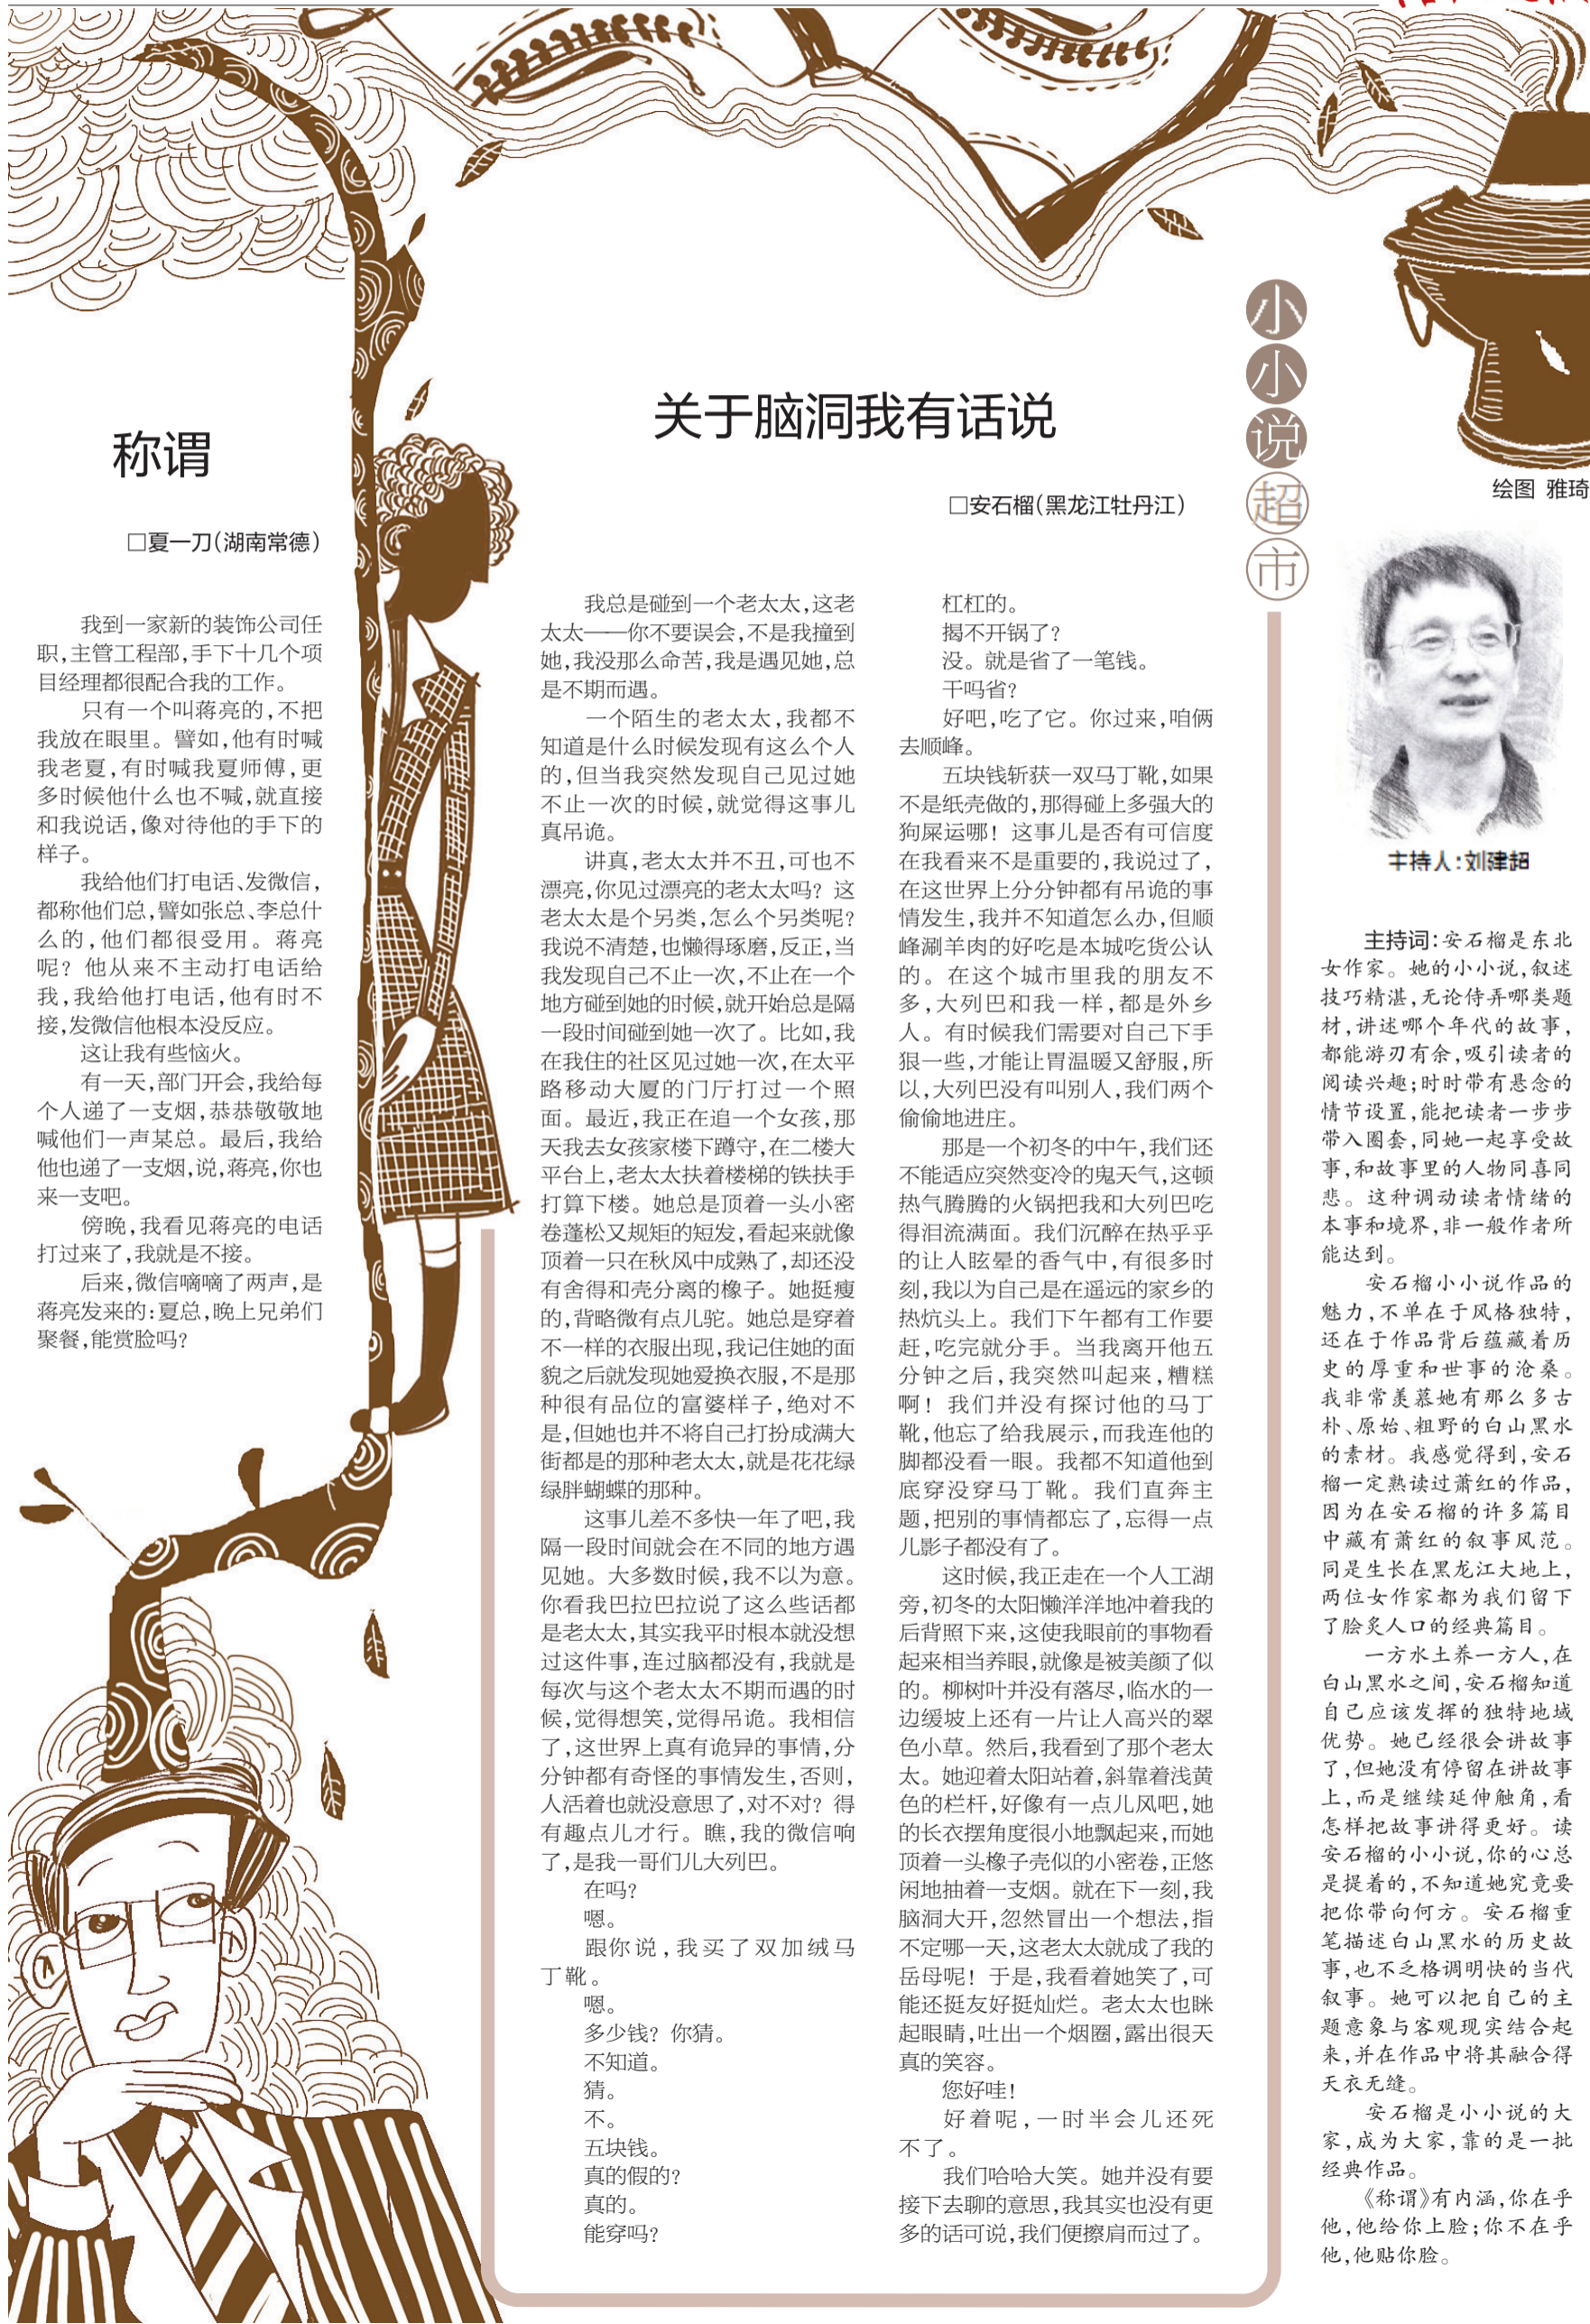 称谓
□夏一刀(湖南常德)
我到一家新的装饰公司任
职,主管工程部,手下十几个项
目经理都很配合我的工作。
只有一个叫蒋亮的,不把
我放在眼里。譬如,他有时喊
我老夏,有时喊我夏师傅,更
多时候他什么也不喊,就直接
和我说话,像对待他的手下的
样子。
我给他们打电话、发微信,
都称他们总,譬如张总、李总什
么的,他们都很受用。蒋亮
呢?他从来不主动打电话给
我,我给他打电话,他有时不
接,发微信他根本没反应。
这让我有些恼火。
有一天,部门开会,我给每
个人递了一支烟,恭恭敬敬地
喊他们一声某总。最后,我给
他也递了一支烟,说,蒋亮,你也
来一支吧。
傍晚,我看见蒋亮的电话
打过来了,我就是不接。
后来,微信嘀嘀了两声,是
蒋亮发来的:夏总,晚上兄弟们
聚餐,能赏脸吗?
关于脑洞我有话说
□安石榴(黑龙江牡丹江)
我总是碰到一个老太太,这老
太太——你不要误会,不是我撞到
她,我没那么命苦,我是遇见她,总
是不期而遇。
一个陌生的老太太,我都不
知道是什么时候发现有这么个人
的,但当我突然发现自己见过她
不止一次的时候,就觉得这事儿
真吊诡。
讲真,老太太并不丑,可也不
漂亮,你见过漂亮的老太太吗?这
老太太是个另类,怎么个另类呢?
我说不清楚,也懒得琢磨,反正,当
我发现自己不止一次,不止在一个
地方碰到她的时候,就开始总是隔
一段时间碰到她一次了。比如,我
在我住的社区见过她一次,在太平
路移动大厦的门厅打过一个照
面。最近,我正在追一个女孩,那
天我去女孩家楼下蹲守,在二楼大
平台上,老太太扶着楼梯的铁扶手
打算下楼。她总是顶着一头小密
卷蓬松又规矩的短发,看起来就像
顶着一只在秋风中成熟了,却还没
有舍得和壳分离的橡子。她挺瘦
的,背略微有点儿驼。她总是穿着
不一样的衣服出现,我记住她的面
貌之后就发现她爱换衣服,不是那
种很有品位的富婆样子,绝对不
是,但她也并不将自己打扮成满大
街都是的那种老太太,就是花花绿
绿胖蝴蝶的那种。
这事儿差不多快一年了吧,我
隔一段时间就会在不同的地方遇
见她。大多数时候,我不以为意。
你看我巴拉巴拉说了这么些话都
是老太太,其实我平时根本就没想
过这件事,连过脑都没有,我就是
每次与这个老太太不期而遇的时
候,觉得想笑,觉得吊诡。我相信
了,这世界上真有诡异的事情,分
分钟都有奇怪的事情发生,否则,
人活着也就没意思了,对不对?得
有趣点儿才行。瞧,我的微信响
了,是我一哥们儿大列巴。
在吗?
嗯。
跟你说,我买了双加绒马
丁靴。
嗯。
多少钱?你猜。
不知道。
猜。
不。
五块钱。
真的假的?
真的。
能穿吗?
杠杠的。
揭不开锅了?
没。就是省了一笔钱。
干吗省?
好吧,吃了它。你过来,咱俩
去顺峰。
五块钱斩获一双马丁靴,如果
不是纸壳做的,那得碰上多强大的
狗屎运哪!这事儿是否有可信度
在我看来不是重要的,我说过了,
在这世界上分分钟都有吊诡的事
情发生,我并不知道怎么办,但顺
峰涮羊肉的好吃是本城吃货公认
的。在这个城市里我的朋友不
多,大列巴和我一样,都是外乡
人。有时候我们需要对自己下手
狠一些,才能让胃温暖又舒服,所
以,大列巴没有叫别人,我们两个
偷偷地进庄。
那是一个初冬的中午,我们还
不能适应突然变冷的鬼天气,这顿
热气腾腾的火锅把我和大列巴吃
得泪流满面。我们沉醉在热乎乎
的让人眩晕的香气中,有很多时
刻,我以为自己是在遥远的家乡的
热炕头上。我们下午都有工作要
赶,吃完就分手。当我离开他五
分钟之后,我突然叫起来,糟糕
啊!我们并没有探讨他的马丁
靴,他忘了给我展示,而我连他的
脚都没看一眼。我都不知道他到
底穿没穿马丁靴。我们直奔主
题,把别的事情都忘了,忘得一点
儿影子都没有了。
这时候,我正走在一个人工湖
旁,初冬的太阳懒洋洋地冲着我的
后背照下来,这使我眼前的事物看
起来相当养眼,就像是被美颜了似
的。柳树叶并没有落尽,临水的一
边缓坡上还有一片让人高兴的翠
色小草。然后,我看到了那个老太
太。她迎着太阳站着,斜靠着浅黄
色的栏杆,好像有一点儿风吧,她
的长衣摆角度很小地飘起来,而她
顶着一头橡子壳似的小密卷,正悠
闲地抽着一支烟。就在下一刻,我
脑洞大开,忽然冒出一个想法,指
不定哪一天,这老太太就成了我的
岳母呢!于是,我看着她笑了,可
能还挺友好挺灿烂。老太太也眯
起眼睛,吐出一个烟圈,露出很天
真的笑容。
您好哇!
好着呢,一时半会儿还死
不了。
我们哈哈大笑。她并没有要
接下去聊的意思,我其实也没有更
多的话可说,我们便擦肩而过了。
小小说超市
绘图 雅琦
主持人:刘建超
主持词:安石榴是东北
女作家。她的小小说,叙述
技巧精湛,无论侍弄哪类题
材,讲述哪个年代的故事,
都能游刃有余,吸引读者的
阅读兴趣;时时带有悬念的
情节设置,能把读者一步步
带入圈套,同她一起享受故
事,和故事里的人物同喜同
悲。这种调动读者情绪的
本事和境界,非一般作者所
能达到。
安石榴小小说作品的
魅力,不单在于风格独特,
还在于作品背后蕴藏着历
史的厚重和世事的沧桑。
我非常羡慕她有那么多古
朴、原始、粗野的白山黑水
的素材。我感觉得到,安石
榴一定熟读过萧红的作品,
因为在安石榴的许多篇目
中藏有萧红的叙事风范。
同是生长在黑龙江大地上,
两位女作家都为我们留下
了脍炙人口的经典篇目。
一方水土养一方人,在
白山黑水之间,安石榴知道
自己应该发挥的独特地域
优势。她已经很会讲故事
了,但她没有停留在讲故事
上,而是继续延伸触角,看
怎样把故事讲得更好。读
安石榴的小小说,你的心总
是提着的,不知道她究竟要
把你带向何方。安石榴重
笔描述白山黑水的历史故
事,也不乏格调明快的当代
叙事。她可以把自己的主
题意象与客观现实结合起
来,并在作品中将其融合得
天衣无缝。
安石榴是小小说的大
家,成为大家,靠的是一批
经典作品。
《称谓》有内涵,你在乎
他,他给你上脸;你不在乎
他,他贴你脸。